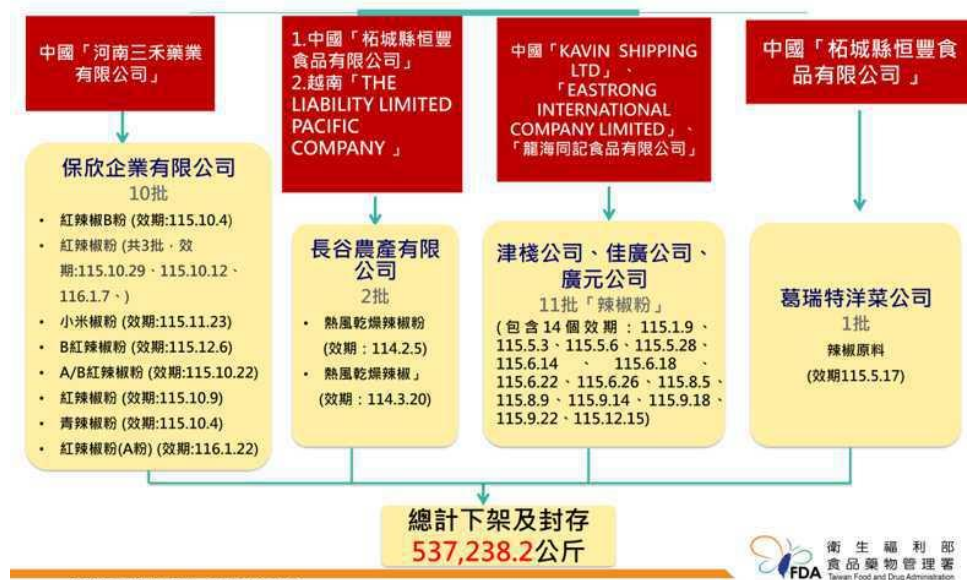 中國「河南三禾藥業
有限公司」
1.中國「柘城縣恒豐
食品有限公司」
2.越南「THE
LIABILITY LIMITED
PACIFIC
COMPANY 」
中國「KAVIN SHIPPING
LTD」、
「EASTRONG
INTERNATIONAL
COMPANY LIMITED」、
「龍海同記食品有限公司」
中國「柘城縣恒豐食
品有限公司 」
保欣企業有限公司
10批
• 紅辣椒B粉 (效期:115.10.4)
• 紅辣椒粉 (共3批，效
期:115.10.29、115.10.12、
116.1.7、)
• 小米椒粉 (效期:115.11.23)
• B紅辣椒粉 (效期:115.12.6)
• A/B紅辣椒粉 (效期:115.10.22)
• 紅辣椒粉 (效期:115.10.9)
• 青辣椒粉 (效期:115.10.4)
• 紅辣椒粉(A粉) (效期:116.1.22)
長谷農產有限
公司
2批
• 熱風乾燥辣椒粉
(效期：114.2.5)
• 熱風乾燥辣椒」
(效期：114.3.20)
津棧公司、佳廣公司、
廣元公司
11批「辣椒粉」
(包含14個效期：115.1.9、
115.5.3、115.5.6、115.5.28、
115.6.14、115.6.18、
115.6.22、115.6.26、115.8.5、
115.8.9、115.9.14、115.9.18、
115.9.22、115.12.15)
葛瑞特洋菜公司
1批
辣椒原料
(效期115.5.17)
總計下架及封存
537,238.2公斤
衛生福利部
食品藥物管理署
FDA Taiwan Food and Drug Administration